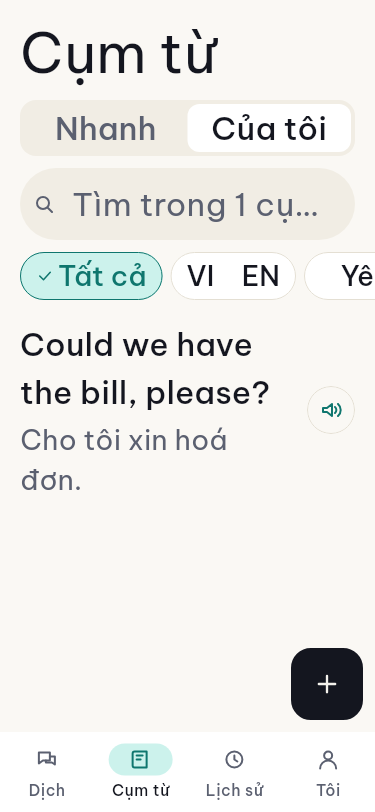 Cụm từ
Nhanh
Của tôi
Tìm trong 1 cụ...
Tất cả
VI EN
Yê
Could we have
the bill, please?
Cho tôi xin hoá
đơn.
Dịch
Cụm từ
Lịch sử
Tôi